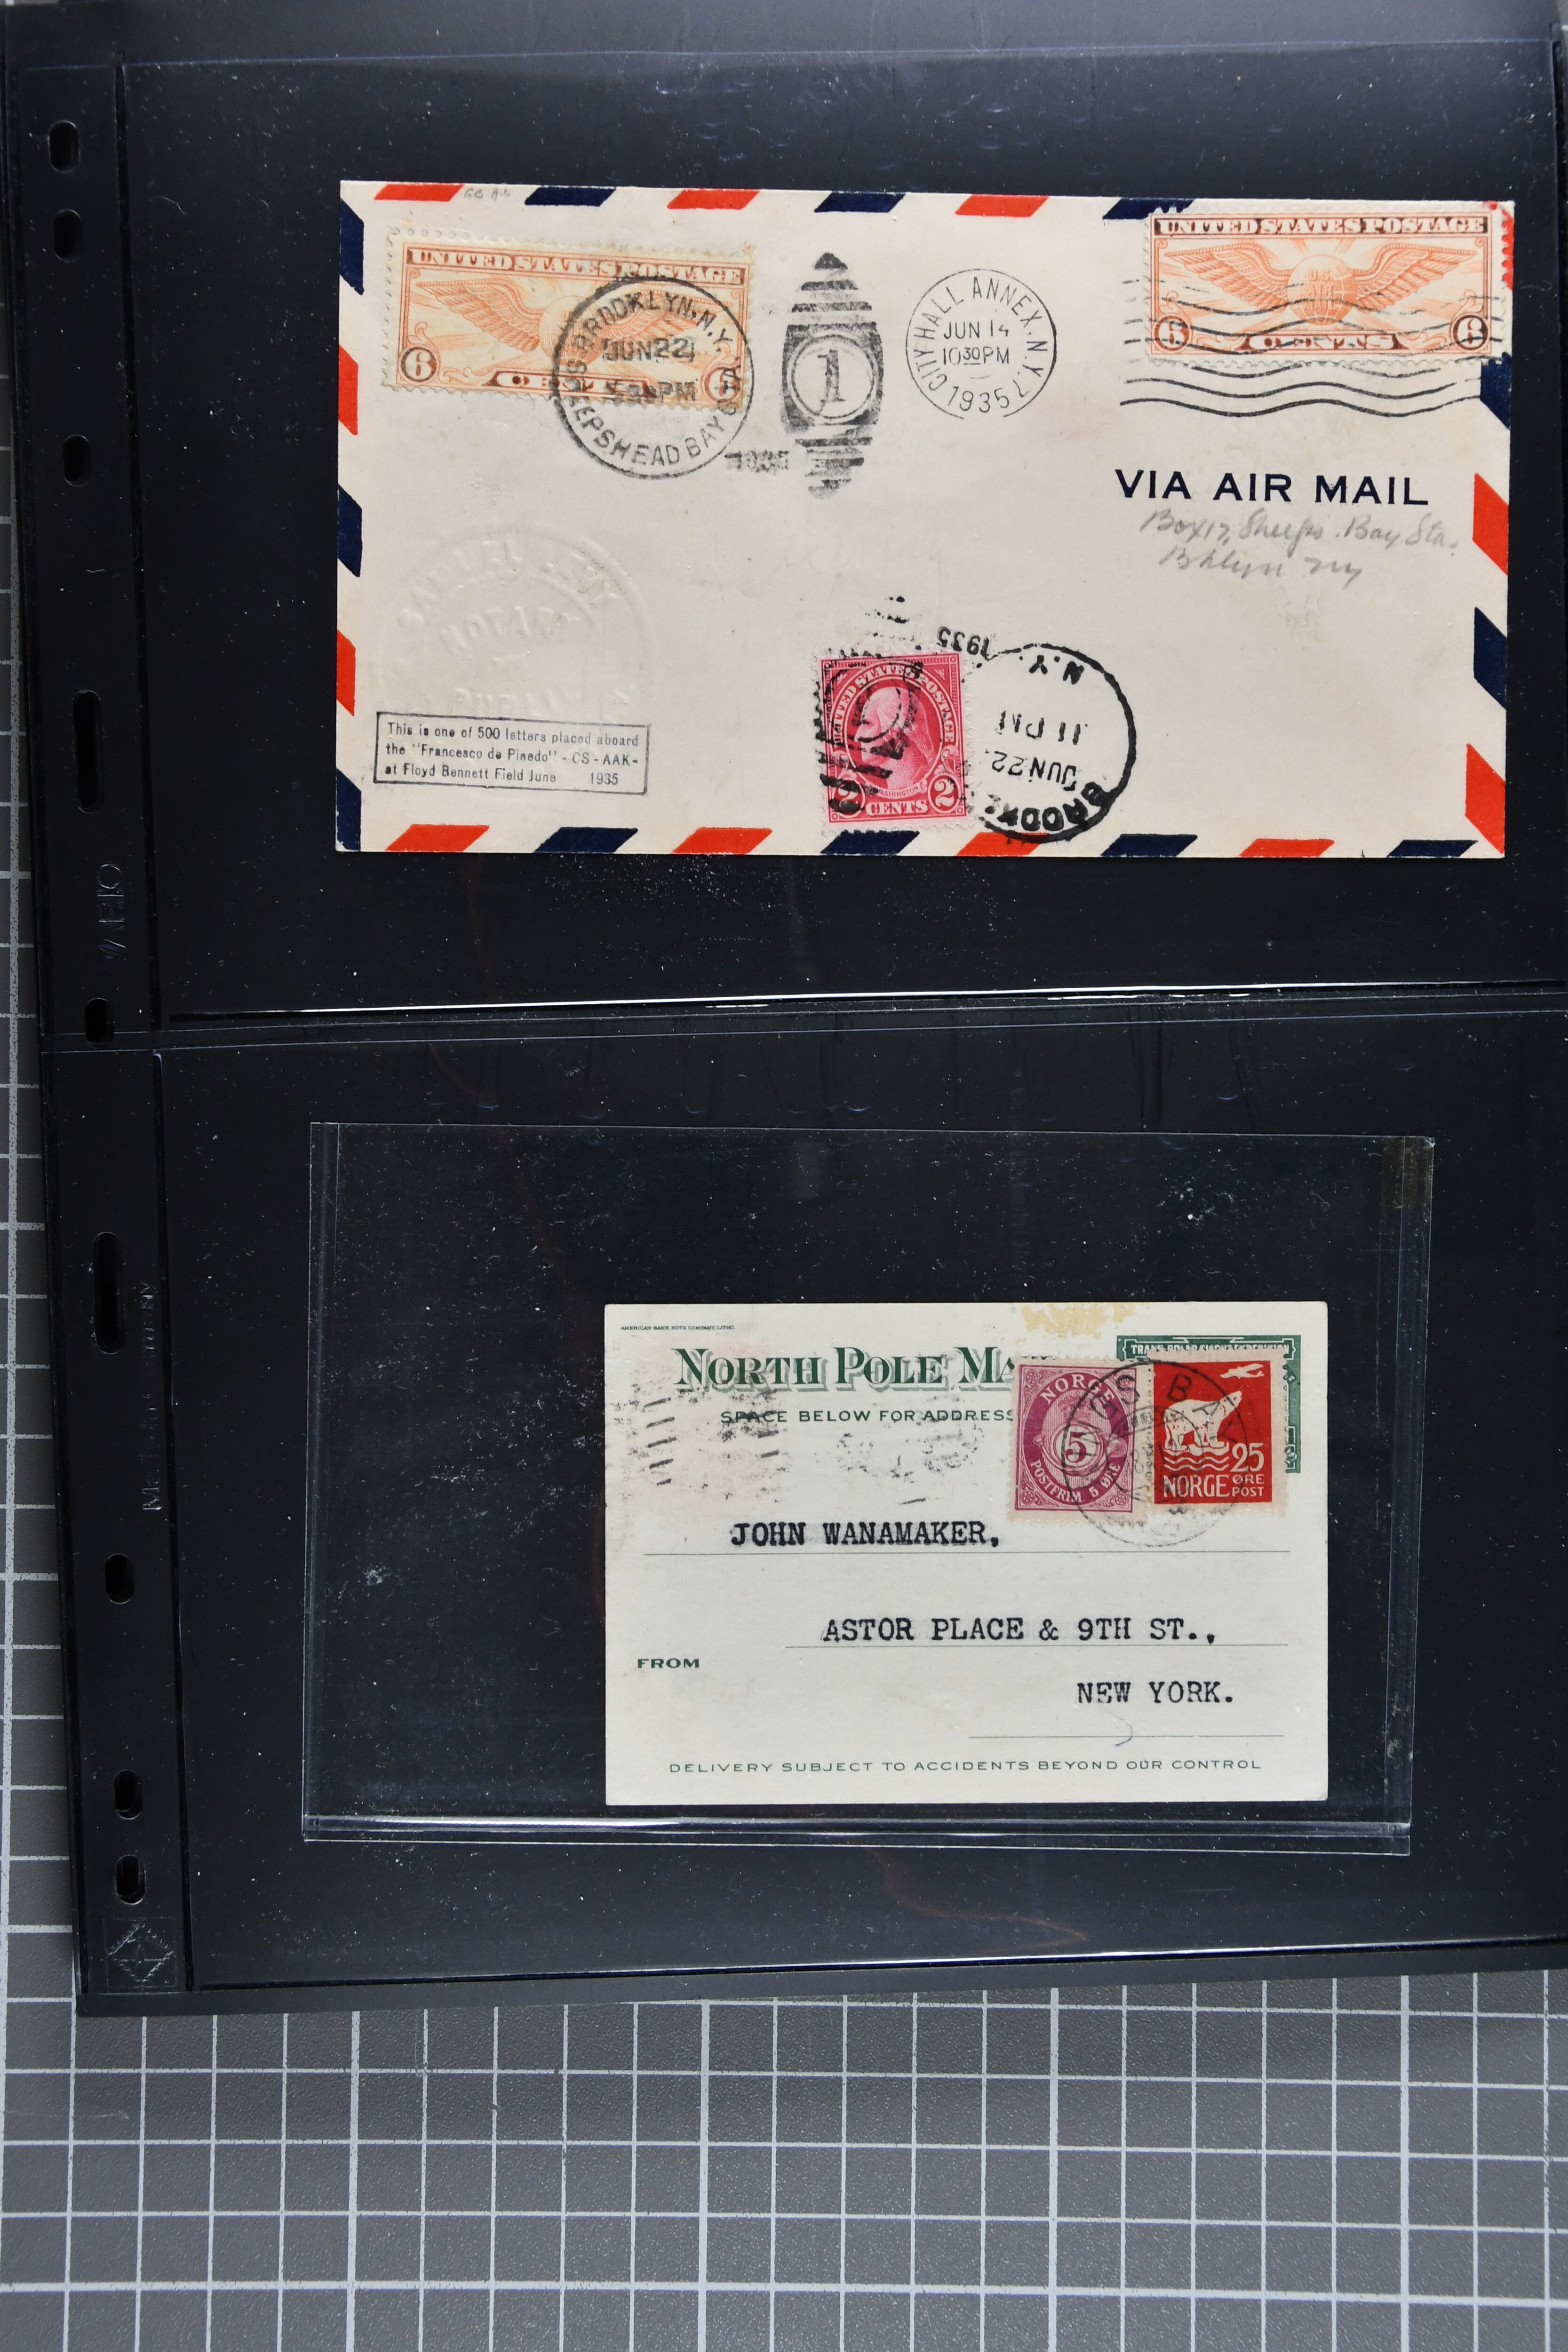 UNITED STATES POSTAGE
6 CENTS 6
BROOKLYN, N.Y.
JUN 22
PM
SHEEPSHEAD BAY STA.
1935
1
CITY HALL ANNEX, N.Y.
JUN 14
10 30 PM
1935
UNITED STATES POSTAGE
U.S.
6 CENTS 6
VIA AIR MAIL
Box 17, Sheeps. Bay Sta.
Bklyn NY
This is one of 500 letters placed aboard
the "Francesco de Pinedo" - CS - AAK -
at Floyd Bennett Field June 1935
UNITED STATES POSTAGE
WASHINGTON
2 CENTS 2
BROOK
JUN 22
11 PM
N.Y.
1935
AMERICAN BANK NOTE COMPANY, LITHO.
NORTH POLE MA
SPACE BELOW FOR ADDRESS
NORGE
5
POSTFRIM 5 ØRE
25
NORGE ØRE
POST
JOHN WANAMAKER,
ASTOR PLACE & 9TH ST.,
FROM
NEW YORK.
DELIVERY SUBJECT TO ACCIDENTS BEYOND OUR CONTROL